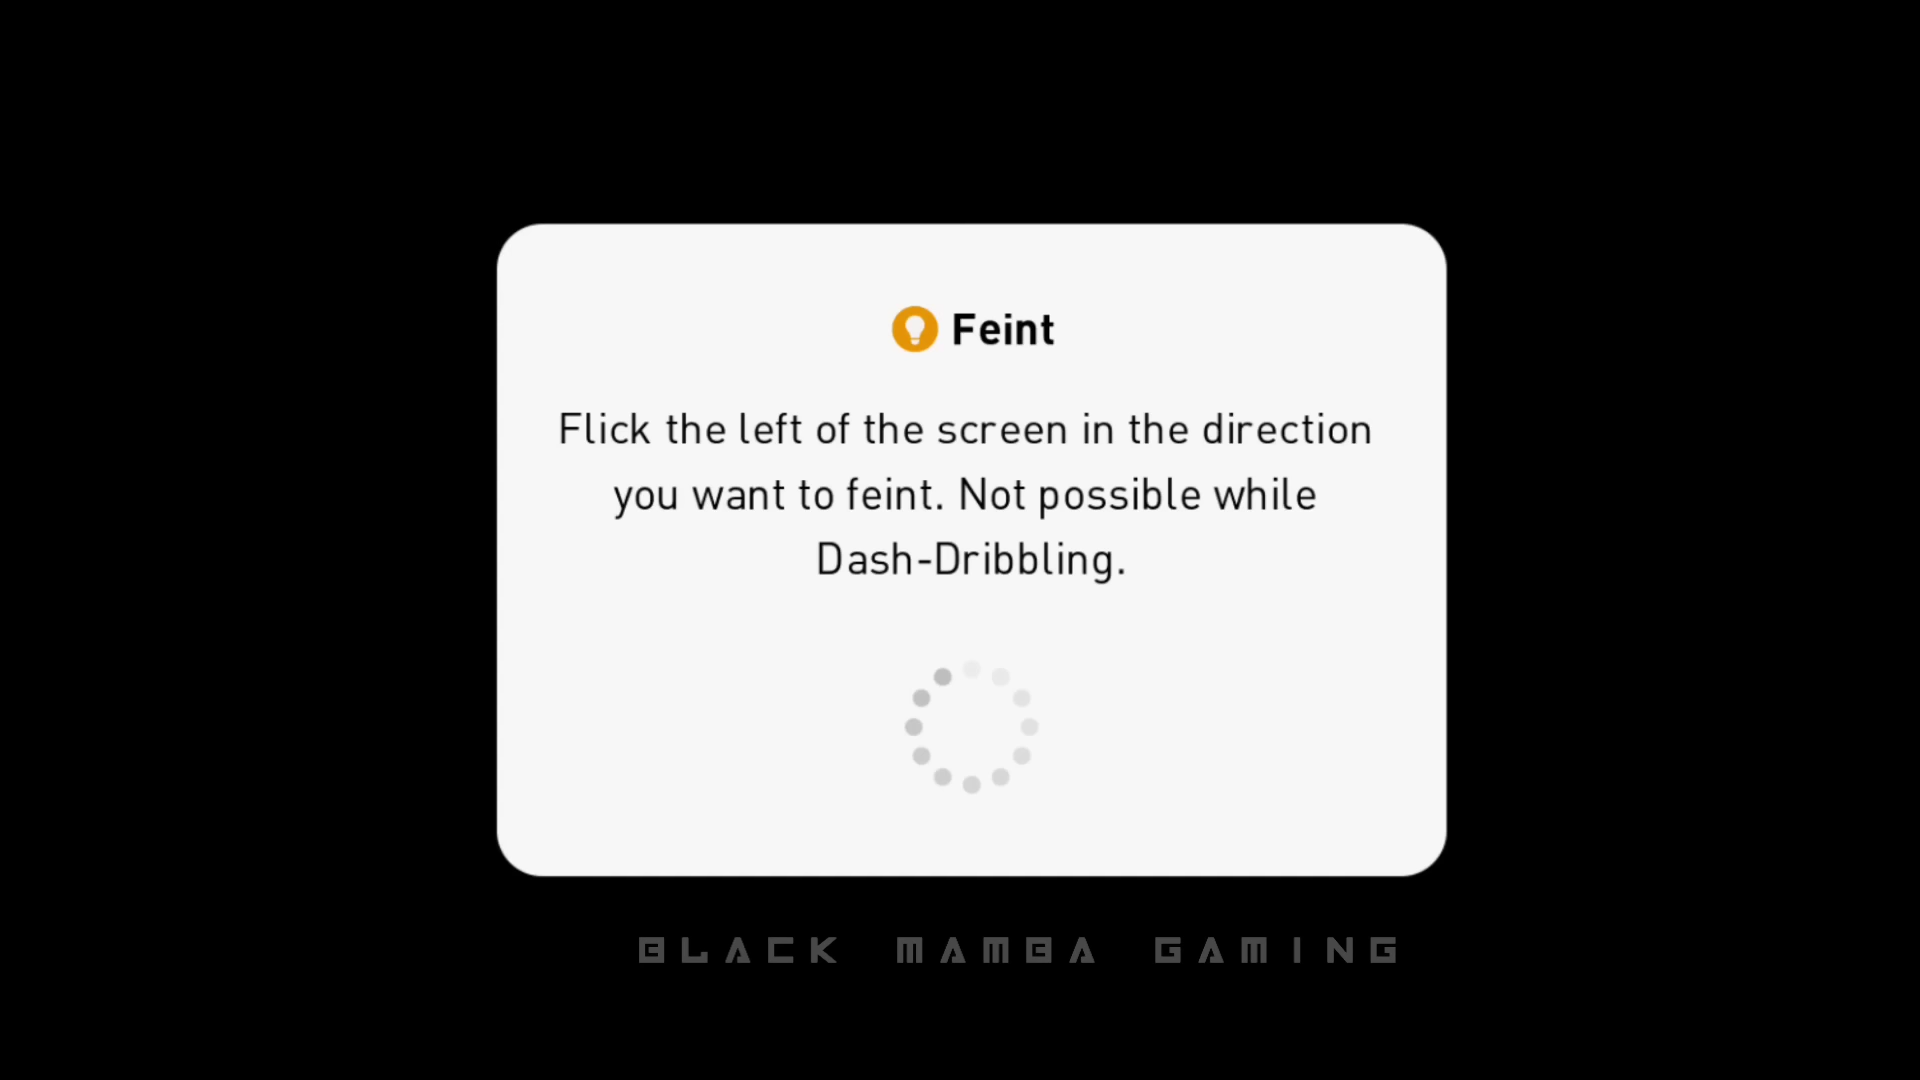 Feint
Flick the left of the screen in the direction
you want to feint. Not possible while
Dash-Dribbling.
BLACK MAMBA GAMING